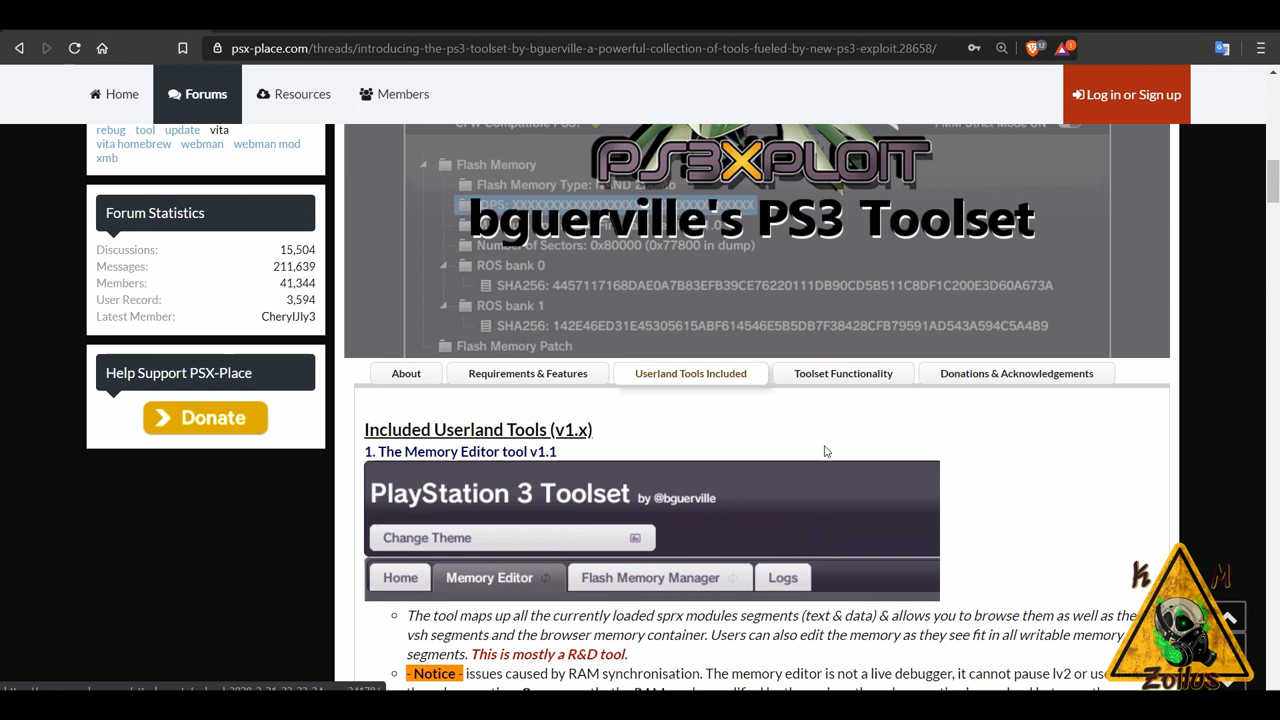 psx-place.com/threads/introducing-the-ps3-toolset-by-bguerville-a-powerful-collection-of-tools-fueled-by-new-ps3-exploit.28658/
12
1
Home
Forums
Resources
Members
Log in or Sign up
rebug tool update vita
vita homebrew webman webman mod
xmb
Forum Statistics
Discussions: 15,504
Messages: 211,639
Members: 41,344
User Record: 3,594
Latest Member: CherylJly3
Help Support PSX-Place
Donate
Flash Memory
PS3XPLOIT
Flash Memory Type: NAND
bguerville's PS3 Toolset
Number of Sectors: 0x80000 (0x77800 in dump)
ROS bank 0
SHA256: 4457117168DAE0A7B83EFB39CE76220111DB90CD5B511C8DF1C200E3D60A673A
ROS bank 1
SHA256: 142E46ED31E45305615ABF614546E5B5DB7F38428CFB79591AD543A594C5A4B9
Flash Memory Patch
About
Requirements & Features
Userland Tools Included
Toolset Functionality
Donations & Acknowledgements
Included Userland Tools (v1.x)
1. The Memory Editor tool v1.1
PlayStation 3 Toolset by @bguerville
Change Theme
Home
Memory Editor
Flash Memory Manager
Logs
The tool maps up all the currently loaded sprx modules segments (text & data) & allows you to browse them as well as the
vsh segments and the browser memory container. Users can also edit the memory as they see fit in all writable memory
segments. This is mostly a R&D tool.
- Notice - issues caused by RAM synchronisation. The memory editor is not a live debugger, it cannot pause lv2 or
K M
Zoilus